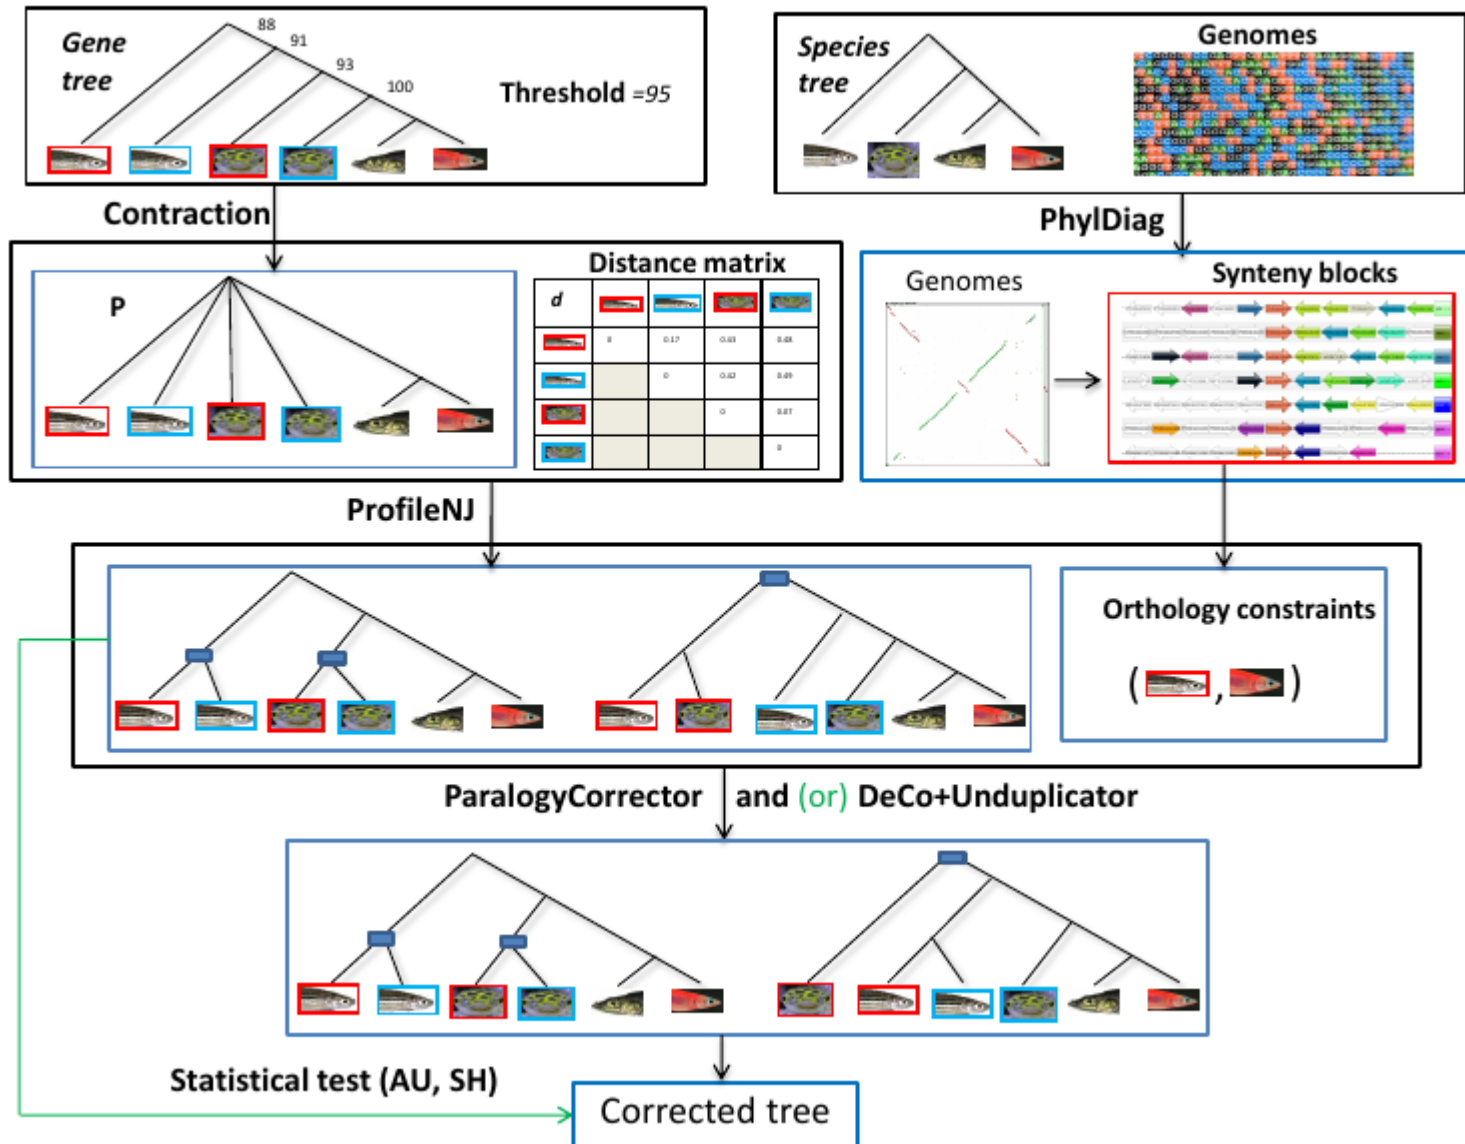 Gene
tree
88
91
93
100
Threshold =95
Species
tree
Genomes
Contraction
PhylDiag
P
Distance matrix
d
0 0.17 0.43 0.48
0 0.42 0.49
0 0.07
0
Genomes
Synteny blocks
ProfileNJ
Orthology constraints
( , )
ParalogyCorrector and (or) DeCo+Unduplicator
Statistical test (AU, SH)
Corrected tree